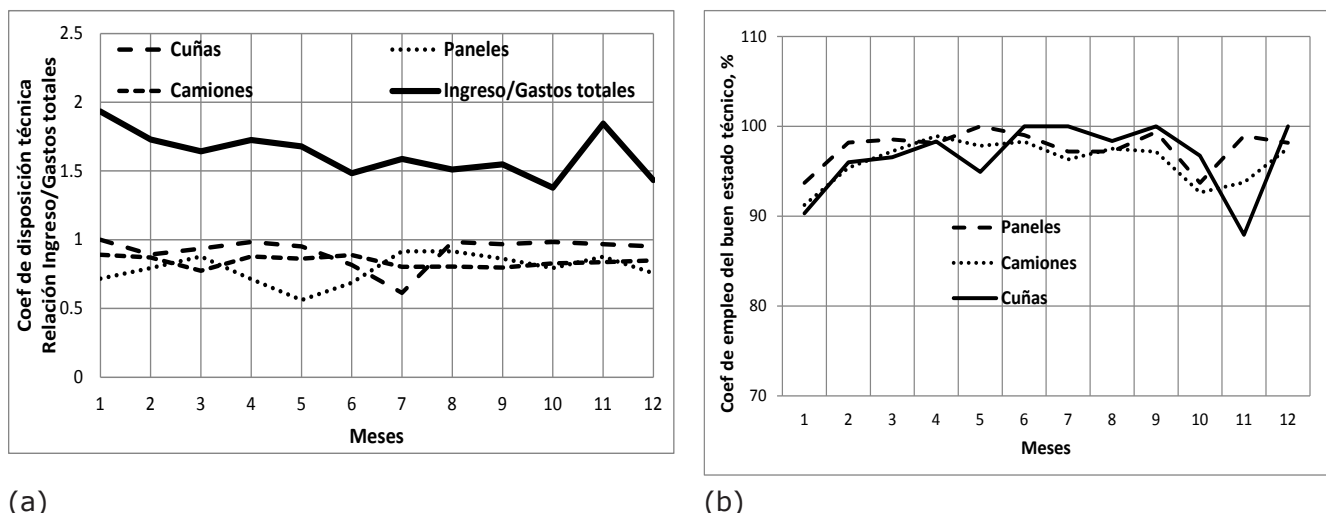 Coef de disposición técnica
Relación Ingreso/Gastos totales
2.5
2
1.5
1
0.5
0
Cuñas
Paneles
Camiones
Ingreso/Gastos totales
1 2 3 4 5 6 7 8 9 10 11 12
Meses
(a)
Coef de empleo del buen estado técnico, %
110
100
90
80
70
Paneles
Camiones
Cuñas
1 2 3 4 5 6 7 8 9 10 11 12
Meses
(b)